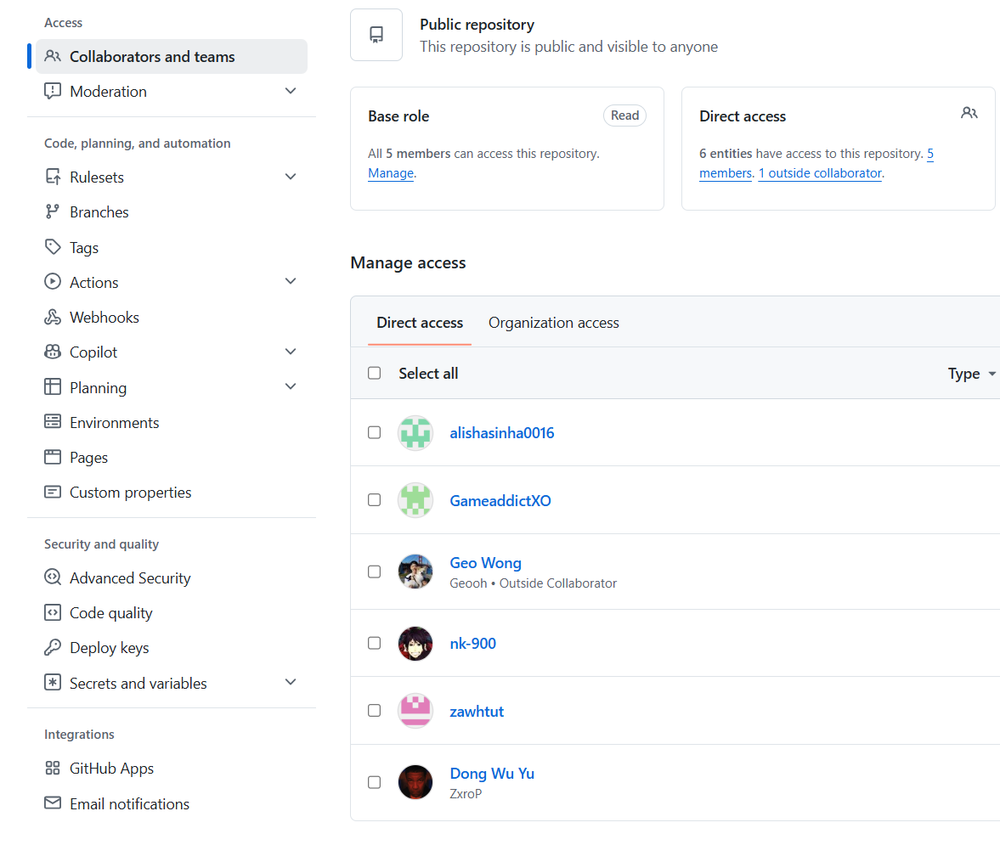 Access
Collaborators and teams
Moderation
Code, planning, and automation
Rulesets
Branches
Tags
Actions
Webhooks
Copilot
Planning
Environments
Pages
Custom properties
Security and quality
Advanced Security
Code quality
Deploy keys
Secrets and variables
Integrations
GitHub Apps
Email notifications
Public repository
This repository is public and visible to anyone
Base role
Read
All 5 members can access this repository.
Manage.
Direct access
6 entities have access to this repository. 5
members. 1 outside collaborator.
Manage access
Direct access
Organization access
Select all
Type
alishasinha0016
GameaddictXO
Geo Wong
Geooh • Outside Collaborator
nk-900
zawhtut
Dong Wu Yu
ZxroP